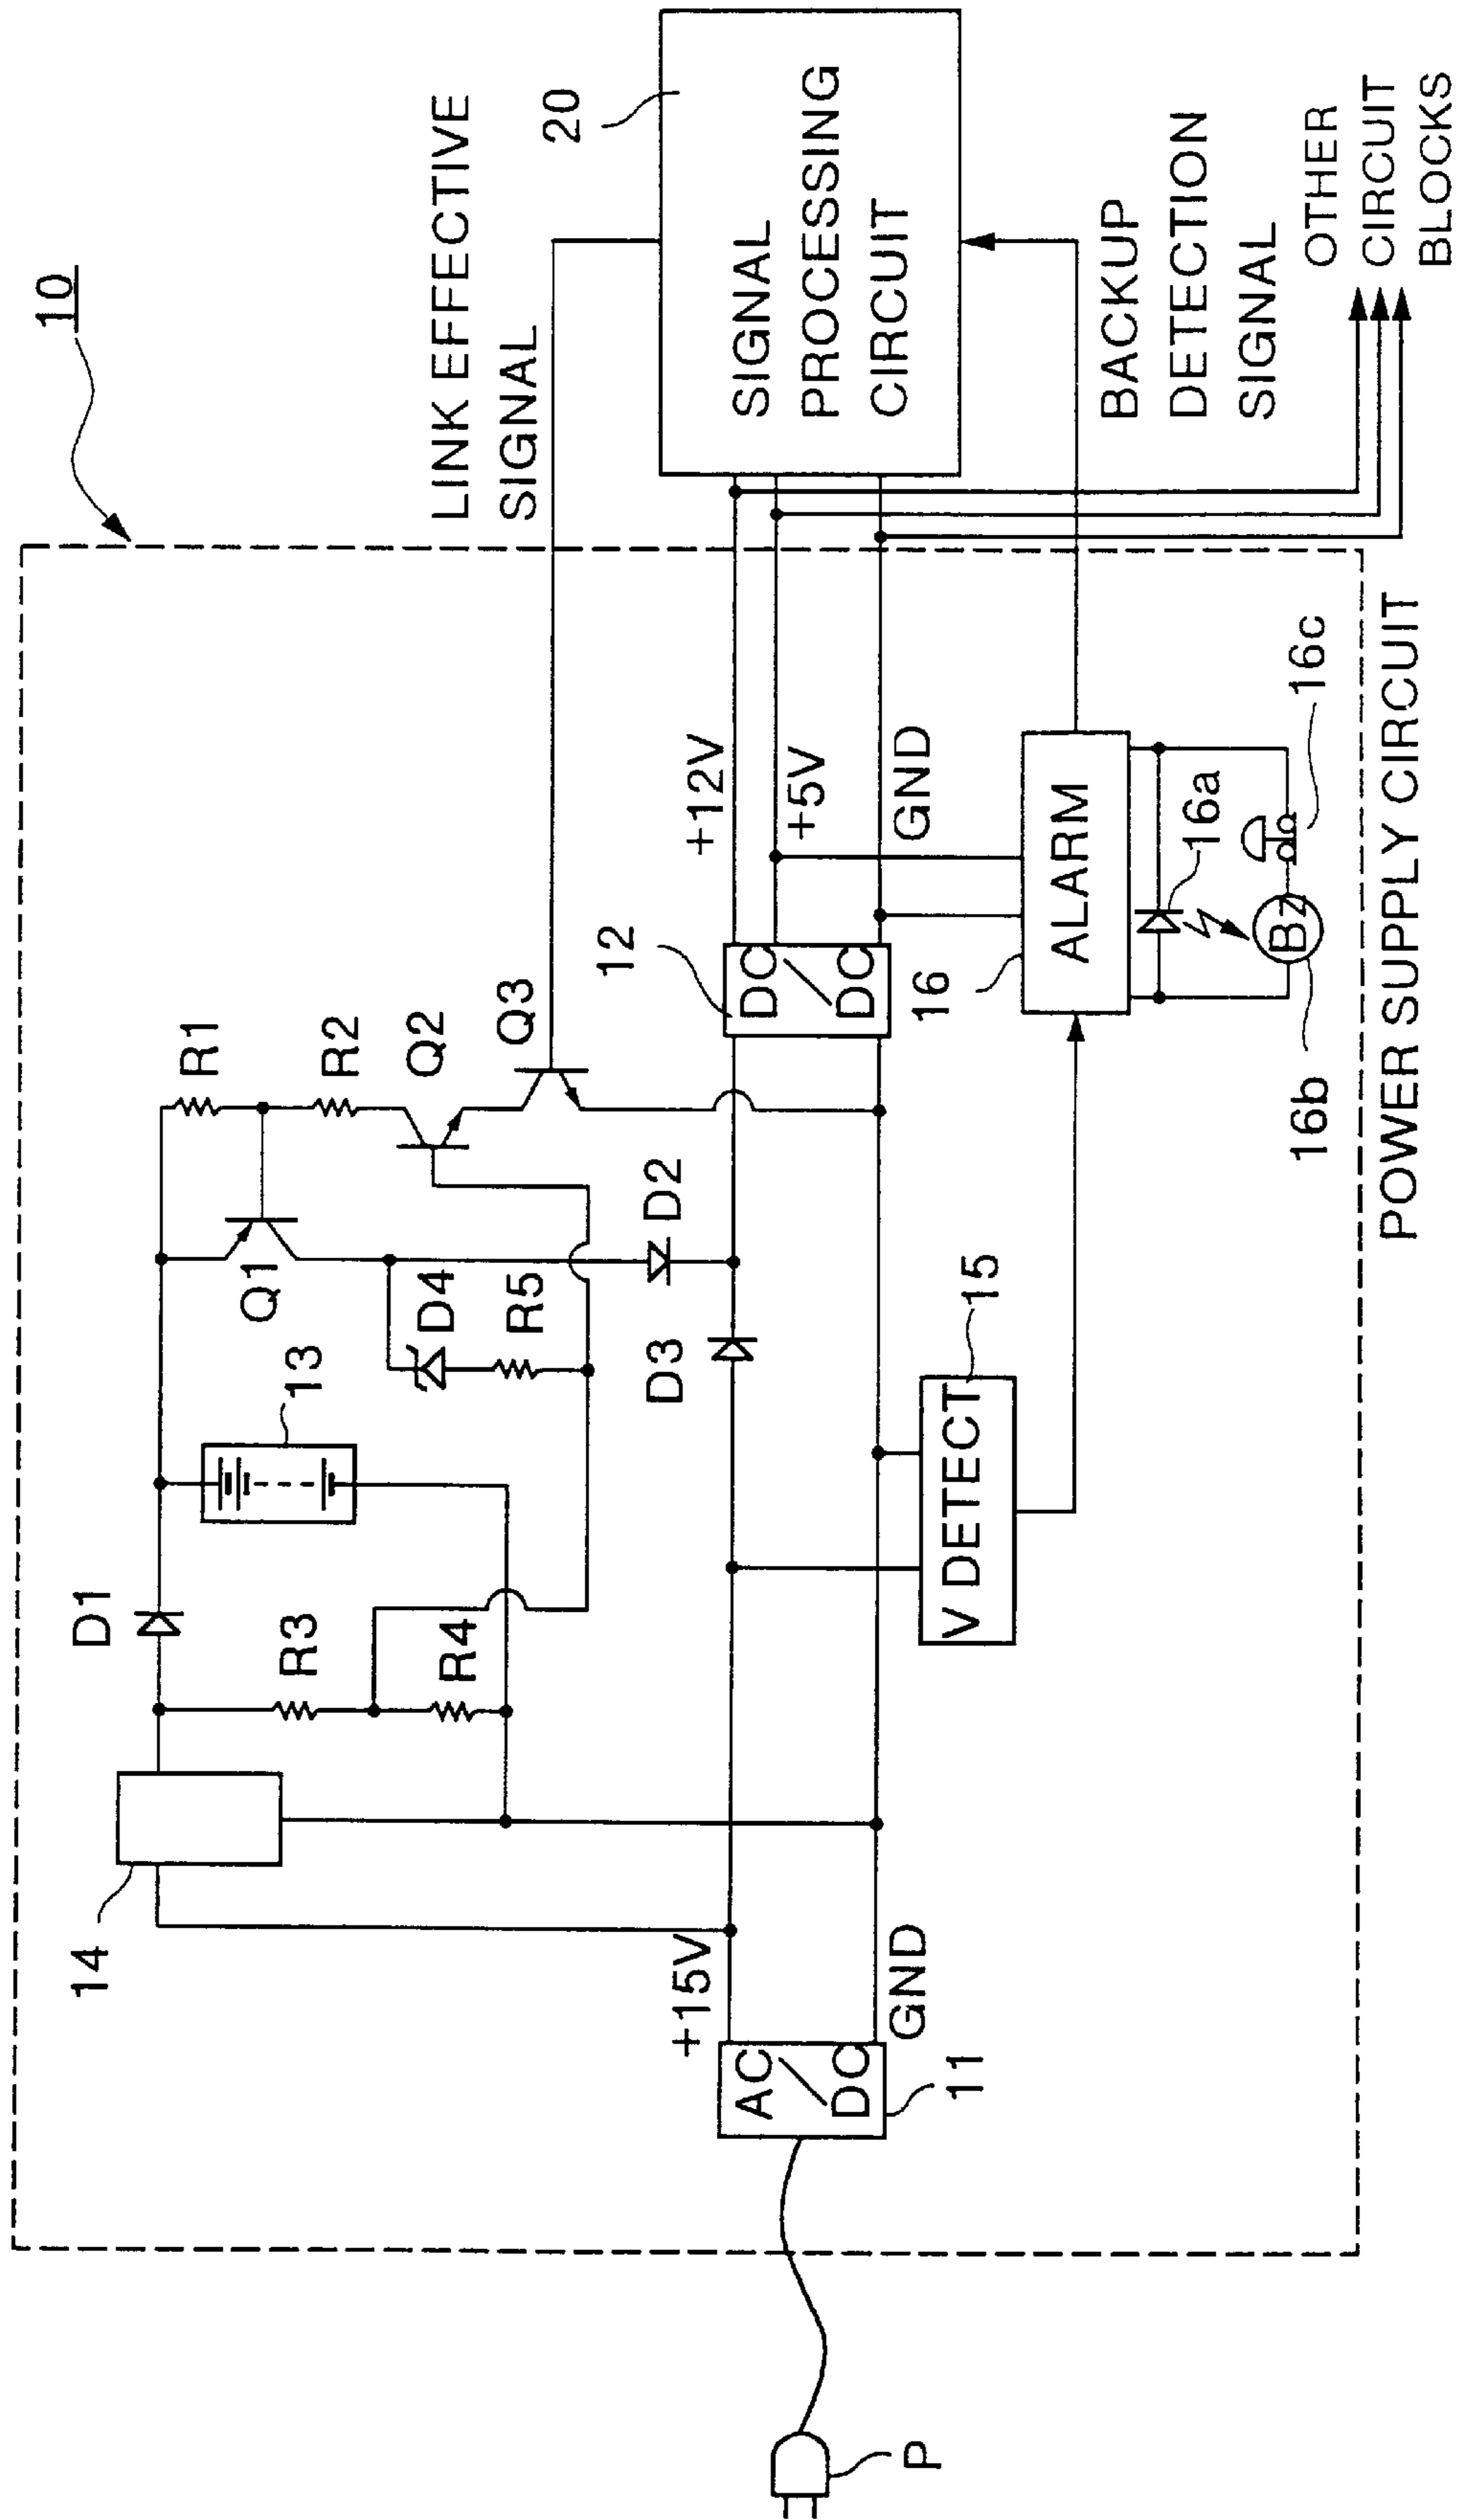 10
LINK EFFECTIVE
SIGNAL
20
SIGNAL
PROCESSING
CIRCUIT
BACKUP
DETECTION
SIGNAL
OTHER
CIRCUIT
BLOCKS
14
D1
R3
R4
13
Q1
R1
R2
Q2
Q3
D4
R5
D2
D3
12
DC
DC
+12V
+5V
GND
16
ALARM
16a
BZ
16b
16c
V DETECT
15
+15V
GND
AC
DC
11
P
POWER SUPPLY CIRCUIT